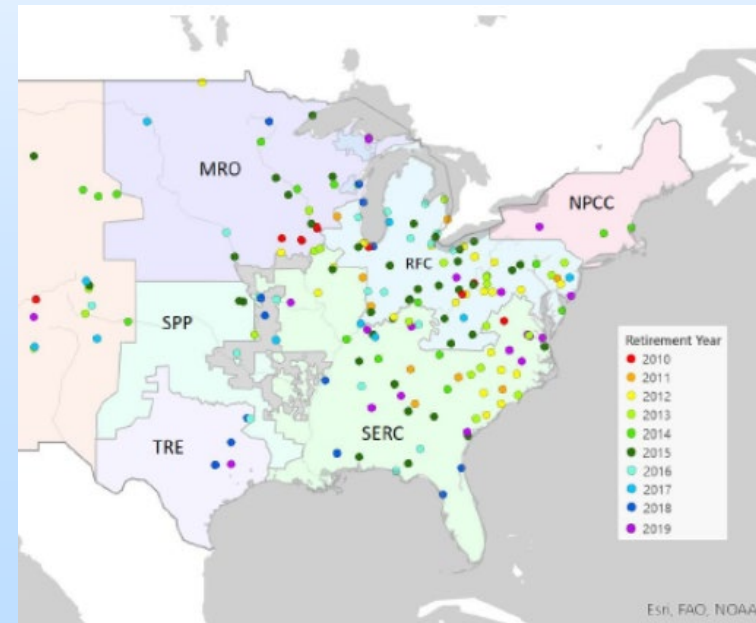 MRO
NPCC
RFC
SPP
TRE
SERC
Retirement Year
2010
2011
2012
2013
2014
2015
2016
2017
2018
2019
Esri, FAO, NOAA